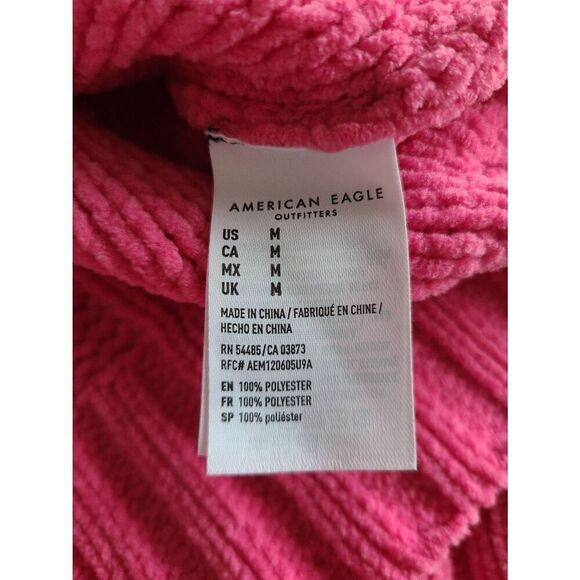 AMERICAN EAGLE
OUTFITTERS
US M
CA M
MX M
UK M
MADE IN CHINA / FABRIQUÉ EN CHINE /
HECHO EN CHINA
RN 54485/CA 03873
RFC# AEM120605U9A
EN 100% POLYESTER
FR 100% POLYESTER
SP 100% poliéster